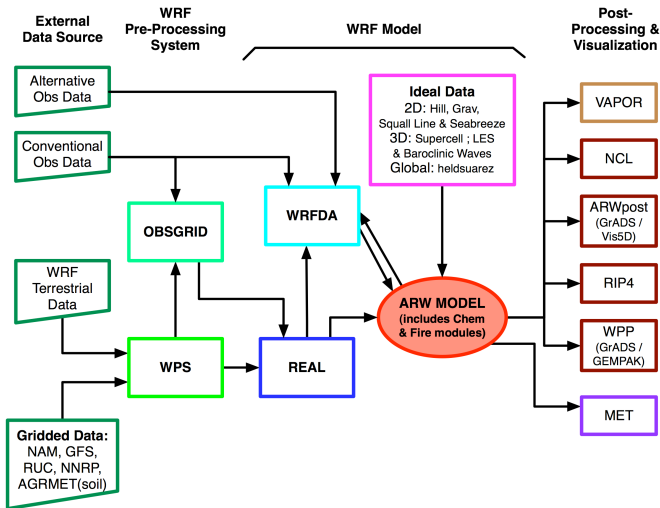 External
Data Source
WRF
Pre-Processing
System
WRF Model
Post-
Processing &
Visualization
Alternative
Obs Data
Conventional
Obs Data
WRF
Terrestrial
Data
Gridded Data:
NAM, GFS,
RUC, NNRP,
AGRMET(soil)
OBSGRID
WPS
WRFDA
REAL
Ideal Data
2D: Hill, Grav,
Squall Line & Seabreeze
3D: Supercell ; LES
& Baroclinic Waves
Global: heldsuarez
ARW MODEL
(includes Chem
& Fire modules)
VAPOR
NCL
ARWpost
(GrADS /
Vis5D)
RIP4
WPP
(GrADS /
GEMPAK)
MET